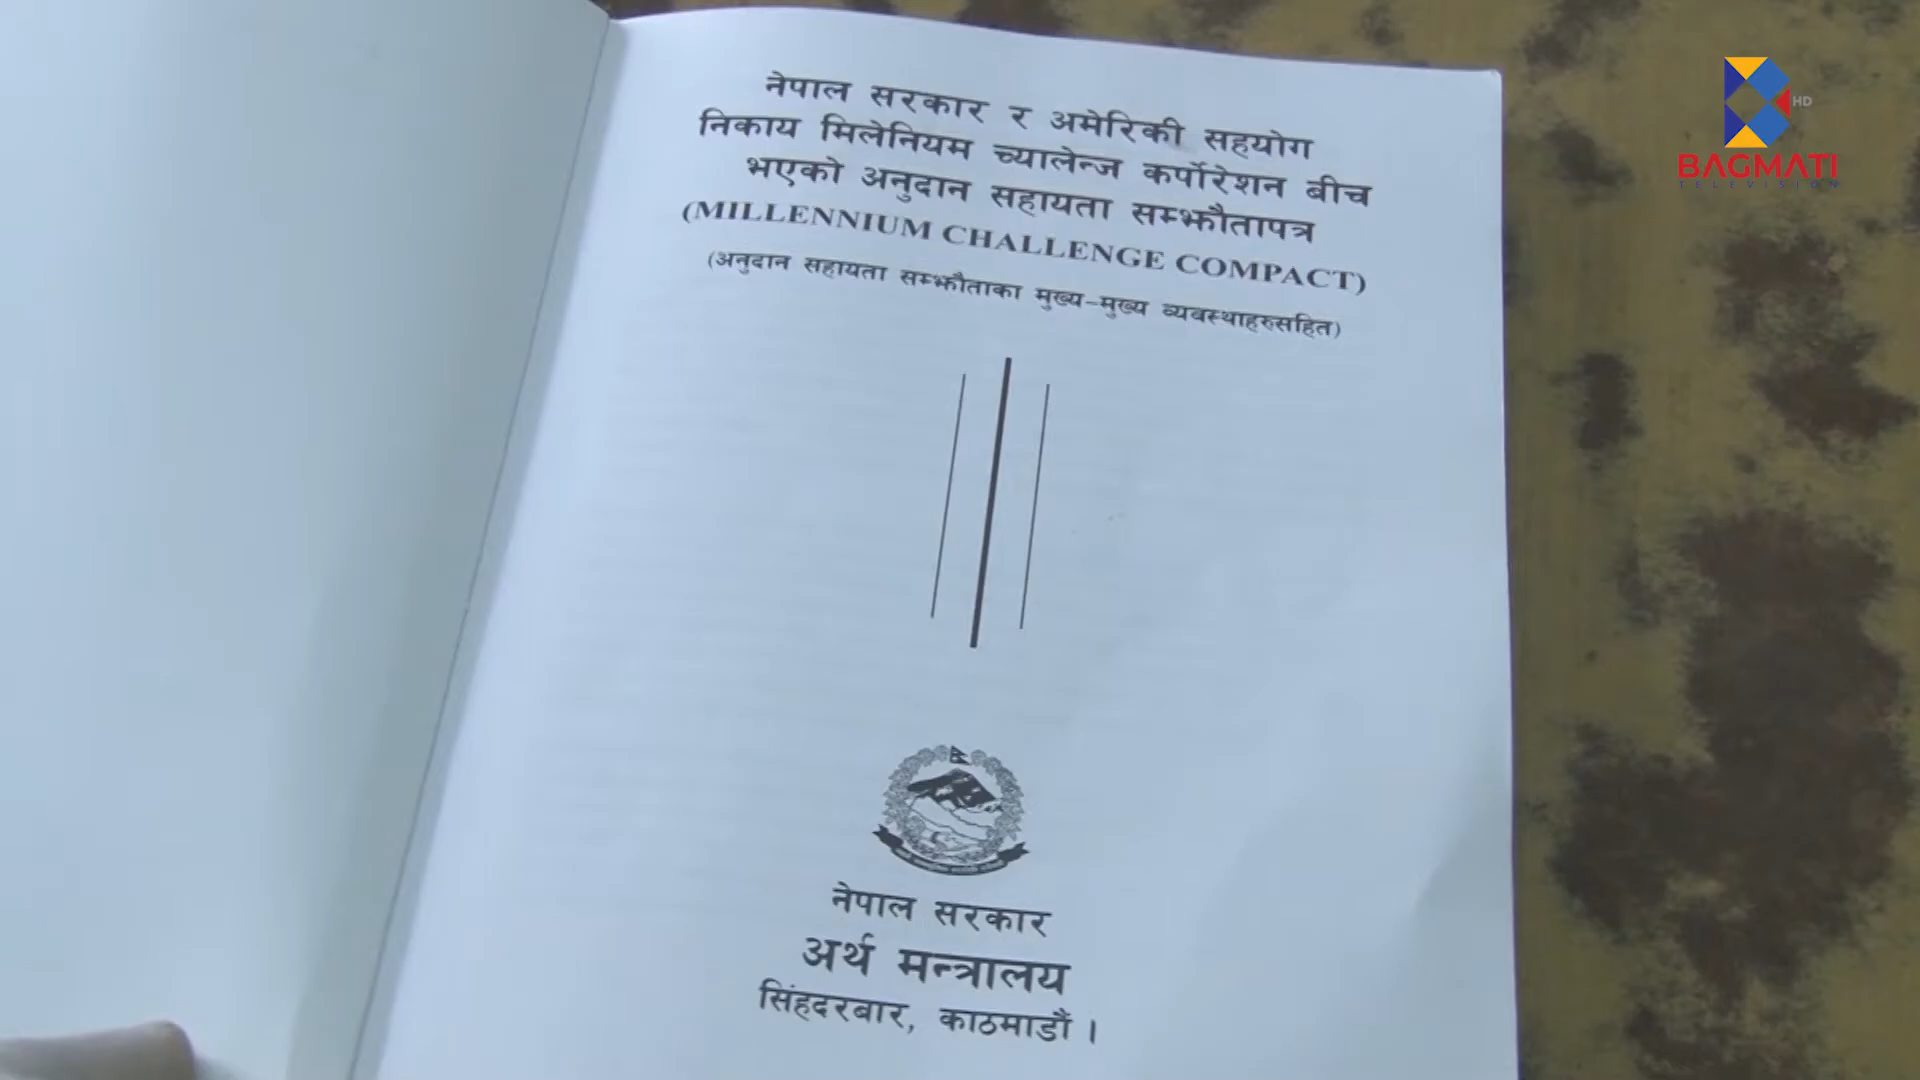 नेपाल सरकार र अमेरिकी सहयोग
निकाय मिलेनियम च्यालेन्ज कर्पोरेशन बीच
भएको अनुदान सहायता सम्झौतापत्र
(MILLENNIUM CHALLENGE COMPACT)
(अनुदान सहायता सम्झौताका मुख्य-मुख्य व्यवस्थाहरुसहित)
नेपाल सरकार
अर्थ मन्त्रालय
सिंहदरबार, काठमाडौं ।
HD
BAGMATI
TELEVISION